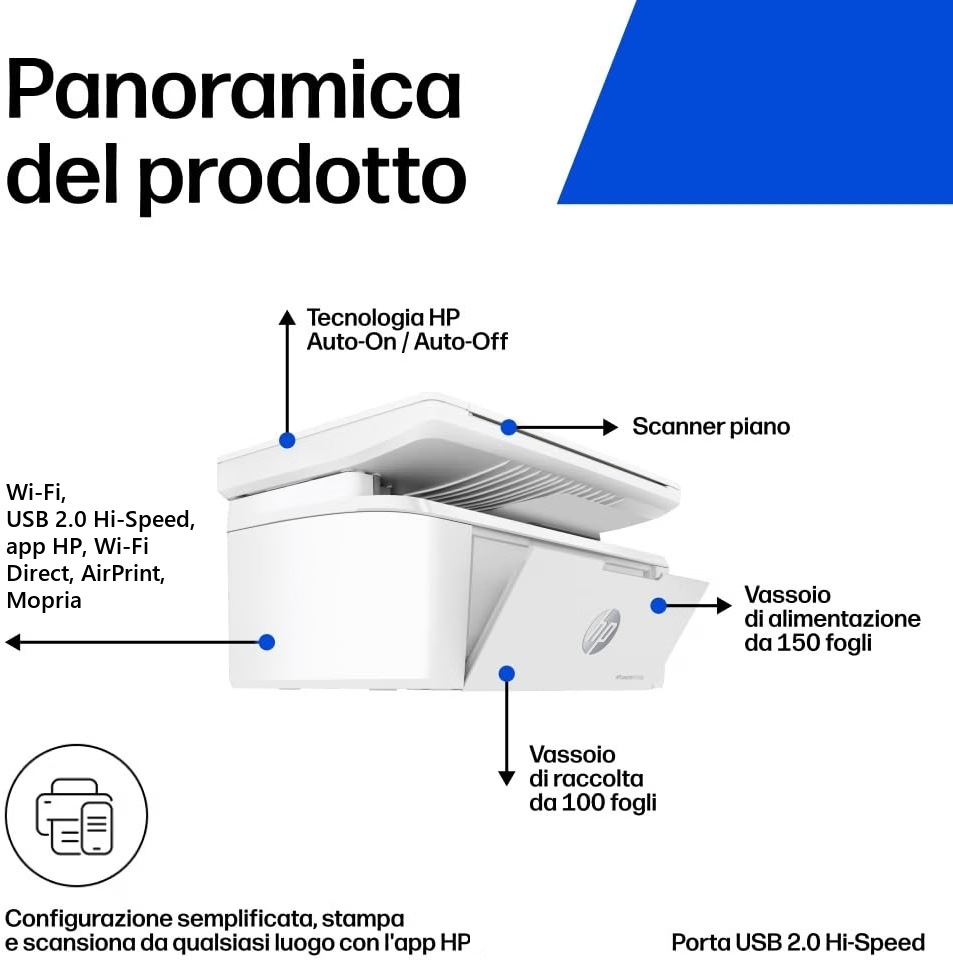 Panoramica
del prodotto
Tecnologia HP
Auto-On / Auto-Off
Scanner piano
Wi-Fi,
USB 2.0 Hi-Speed,
app HP, Wi-Fi
Direct, AirPrint,
Mopria
Vassoio
di alimentazione
da 150 fogli
hp
Vassoio
di raccolta
da 100 fogli
Configurazione semplificata, stampa
e scansiona da qualsiasi luogo con l'app HP
Porta USB 2.0 Hi-Speed